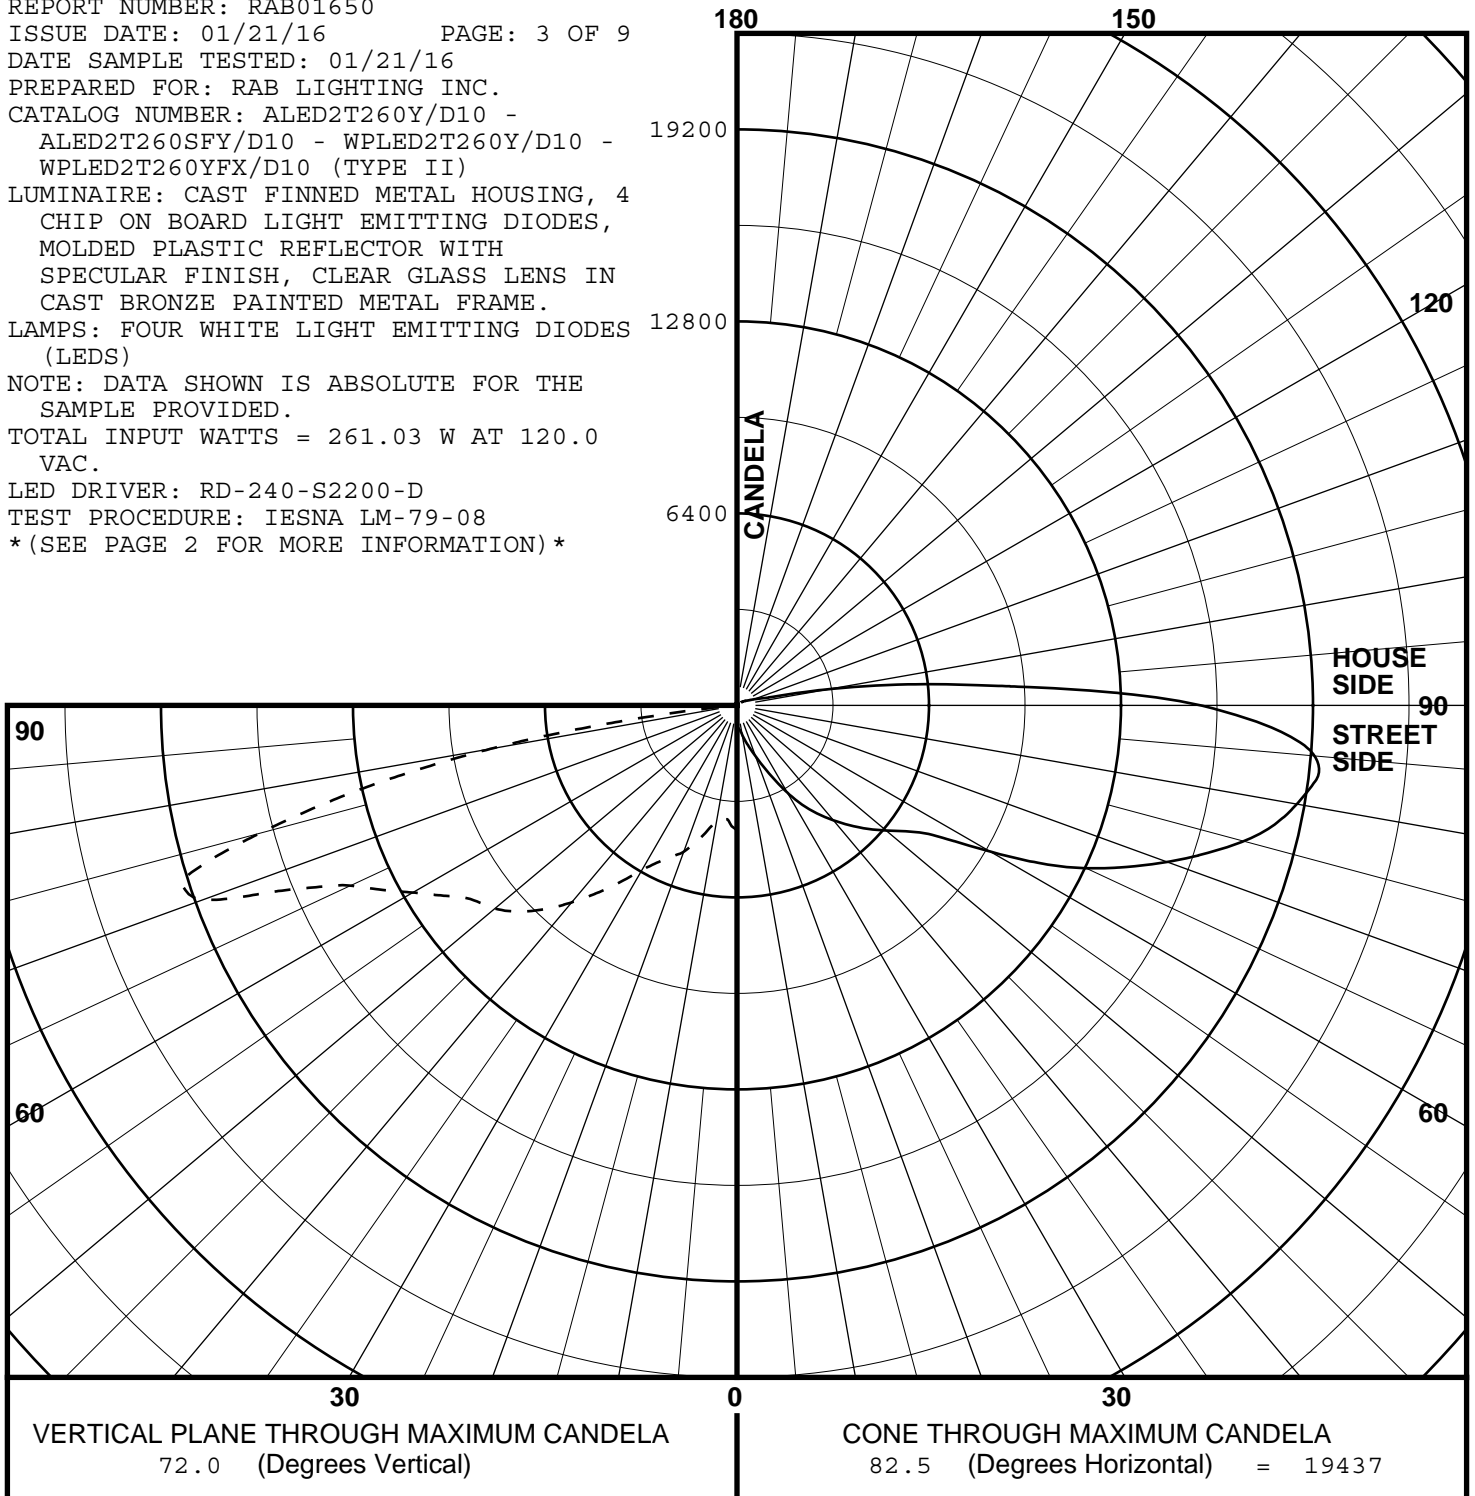 REPORT NUMBER: RAB01650
ISSUE DATE: 01/21/16 PAGE: 3 OF 9
DATE SAMPLE TESTED: 01/21/16
PREPARED FOR: RAB LIGHTING INC.
CATALOG NUMBER: ALED2T260Y/D10 -
ALED2T260SFY/D10 - WPLED2T260Y/D10 -
WPLED2T260YFX/D10 (TYPE II)
LUMINAIRE: CAST FINNED METAL HOUSING, 4
CHIP ON BOARD LIGHT EMITTING DIODES,
MOLDED PLASTIC REFLECTOR WITH
SPECULAR FINISH, CLEAR GLASS LENS IN
CAST BRONZE PAINTED METAL FRAME.
LAMPS: FOUR WHITE LIGHT EMITTING DIODES
(LEDS)
NOTE: DATA SHOWN IS ABSOLUTE FOR THE
SAMPLE PROVIDED.
TOTAL INPUT WATTS = 261.03 W AT 120.0
VAC.
LED DRIVER: RD-240-S2200-D
TEST PROCEDURE: IESNA LM-79-08
*(SEE PAGE 2 FOR MORE INFORMATION)*
180
150
19200
120
12800
CANDELA
6400
HOUSE
SIDE
90
90
STREET
SIDE
60
60
30
0
30
VERTICAL PLANE THROUGH MAXIMUM CANDELA
72.0 (Degrees Vertical)
CONE THROUGH MAXIMUM CANDELA
82.5 (Degrees Horizontal) = 19437